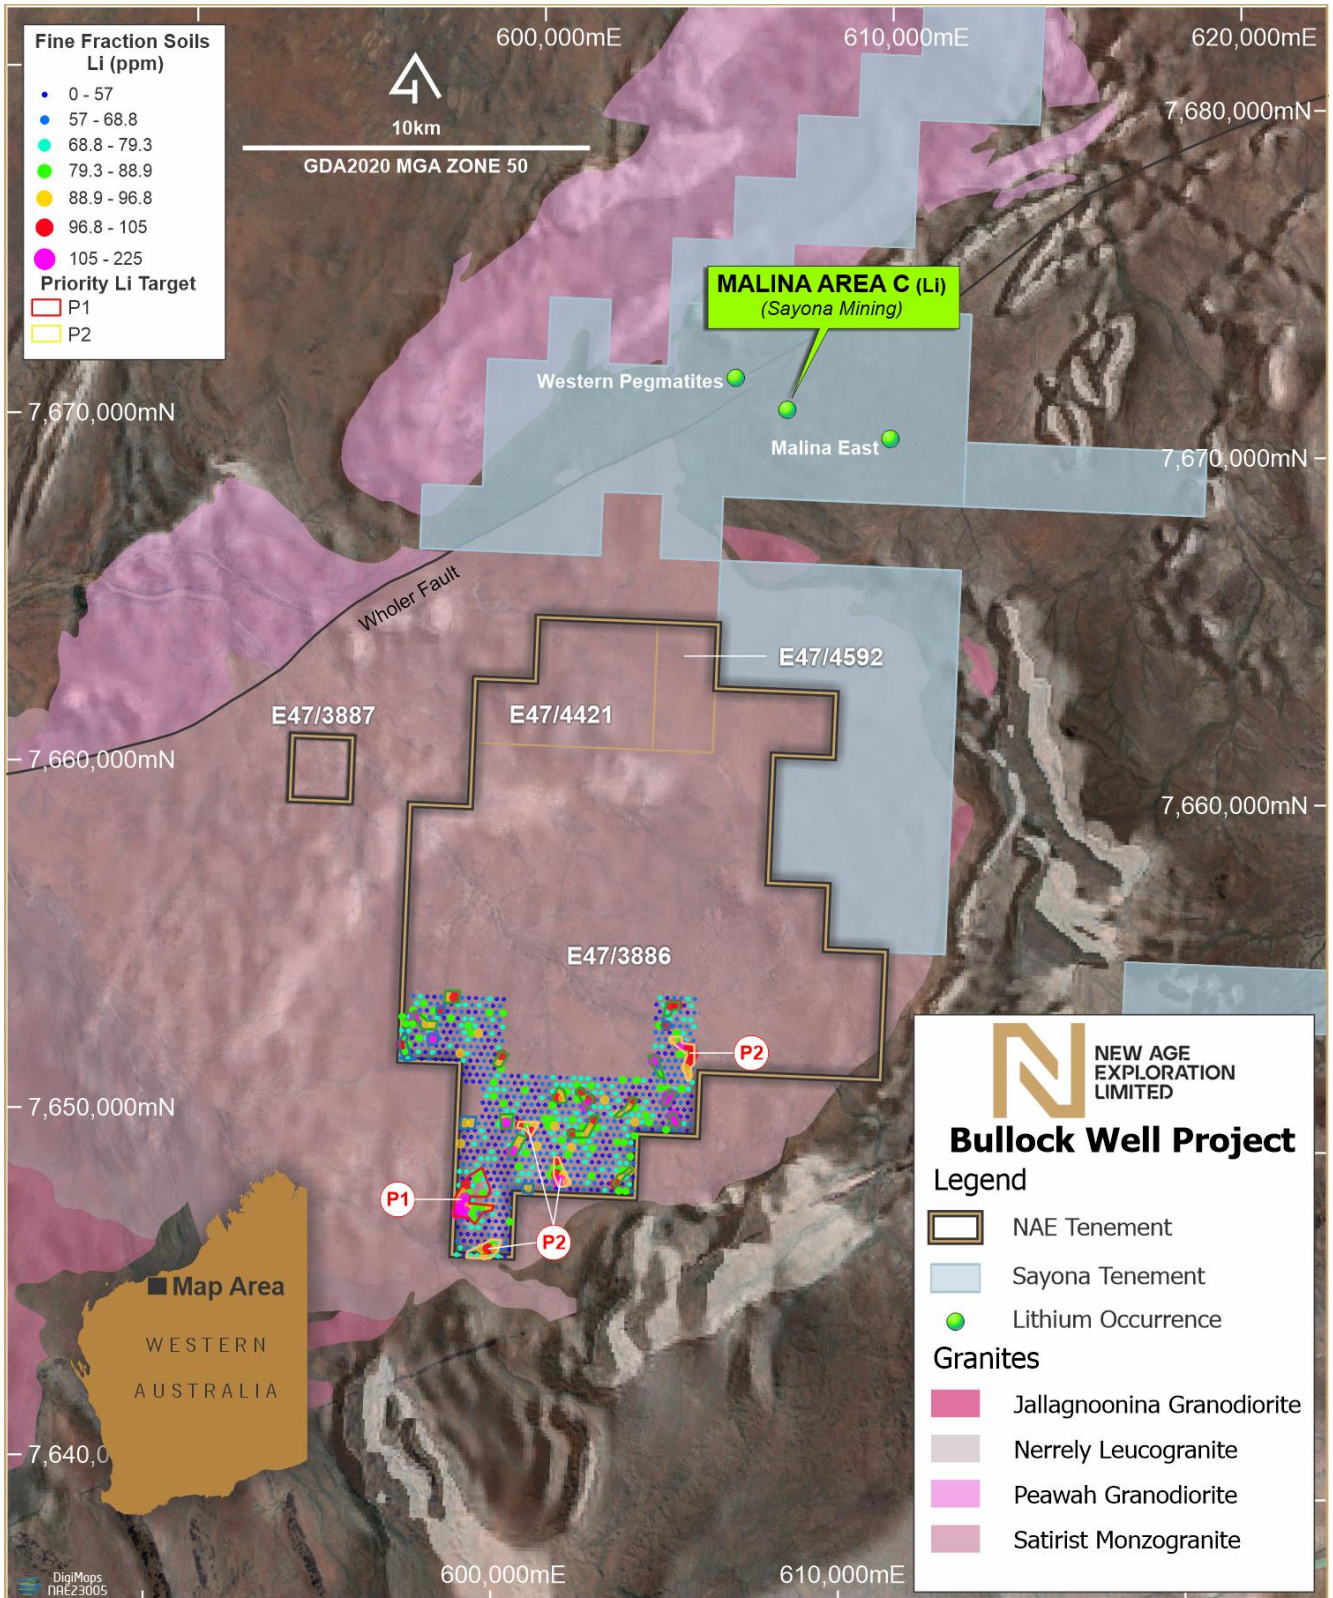 Fine Fraction Soils
Li (ppm)
0 - 57
57 - 68.8
68.8 - 79.3
79.3 - 88.9
88.9 - 96.8
96.8 - 105
105 - 225
Priority Li Target
P1
P2
10km
GDA2020 MGA ZONE 50
600,000mE
610,000mE
620,000mE
7,680,000mN
MALINA AREA C (Li)
(Sayona Mining)
Western Pegmatites
7,670,000mN
Malina East
7,670,000mN
Wholer Fault
E47/4592
E47/3887
E47/4421
7,660,000mN
7,660,000mN
E47/3886
P2
7,650,000mN
P1
P2
Map Area
WESTERN
AUSTRALIA
7,640,0
NEW AGE
EXPLORATION
LIMITED
Bullock Well Project
Legend
NAE Tenement
Sayona Tenement
Lithium Occurrence
Granites
Jallagnoonina Granodiorite
Nerrely Leucogranite
Peawah Granodiorite
Satirist Monzogranite
600,000mE
610,000mE
DigiMaps
NAE23005